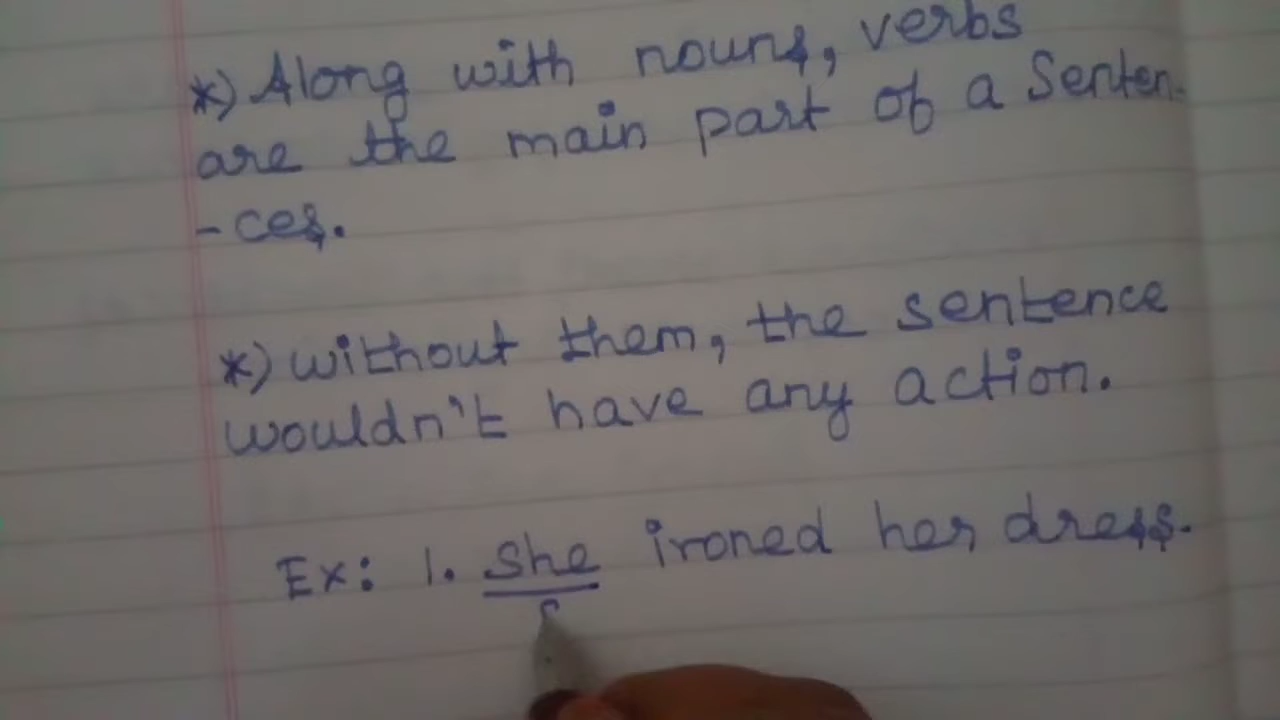 *) Along with nouns, verbs
are the main part of a Senten-
-ces.
*) without them, the sentence
wouldn't have any action.
Ex: 1. She ironed her dress.
s